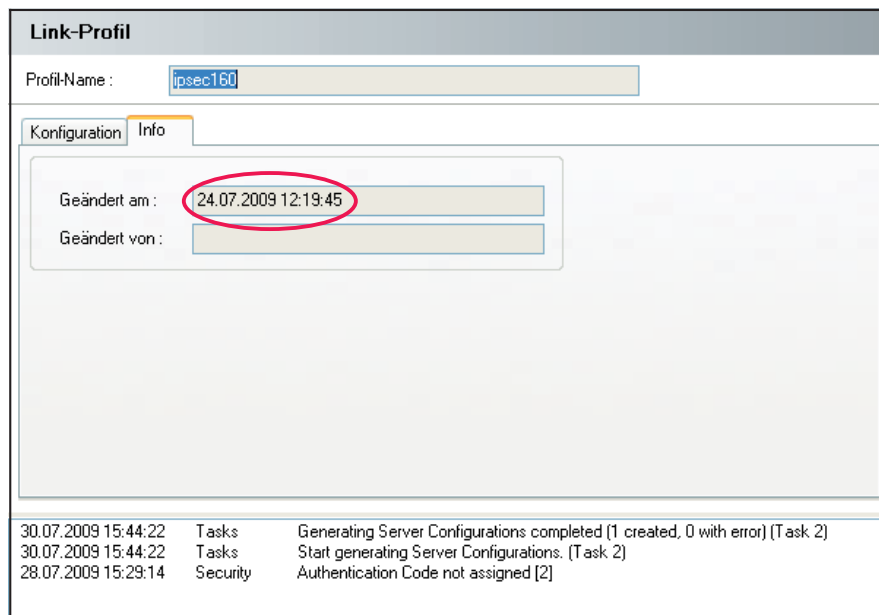 Link-Profil
Profil-Name : ipsec160
Konfiguration Info
Geändert am : 24.07.2009 12:19:45
Geändert von :
30.07.2009 15:44:22 Tasks Generating Server Configurations completed (1 created, 0 with error) (Task 2)
30.07.2009 15:44:22 Tasks Start generating Server Configurations. (Task 2)
28.07.2009 15:29:14 Security Authentication Code not assigned [2]